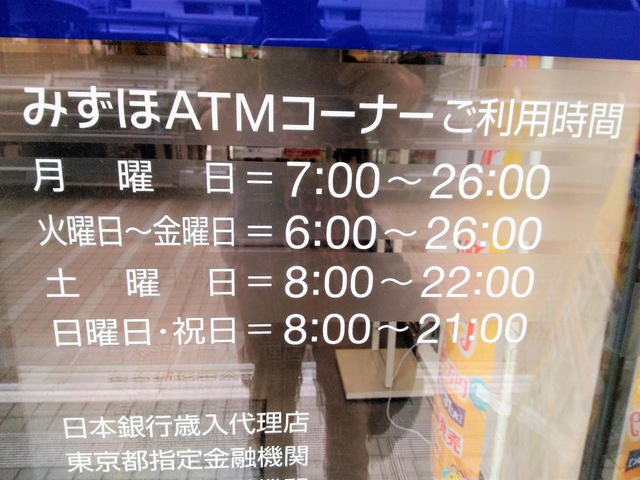 みずほATMコーナーご利用時間
月曜日＝7:00～26:00
火曜日～金曜日＝6:00～26:00
土曜日＝8:00～22:00
日曜日・祝日＝8:00～21:00
日本銀行歳入代理店
東京都指定金融機関